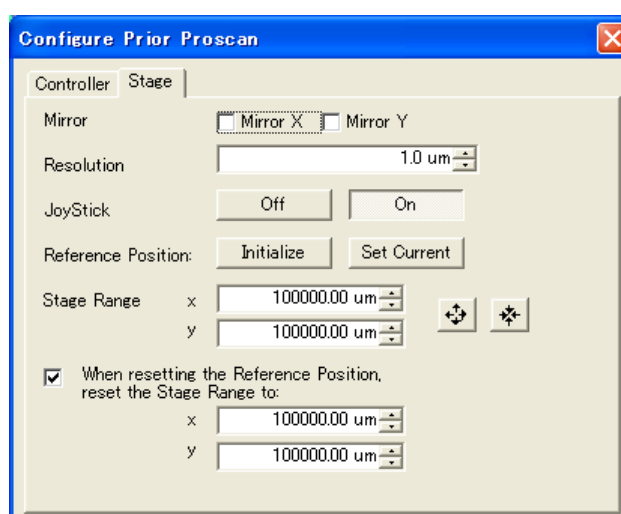 Configure Prior Proscan
Controller Stage
Mirror Mirror X Mirror Y
Resolution 1.0 um
JoyStick Off On
Reference Position: Initialize Set Current
Stage Range x 100000.00 um
y 100000.00 um
When resetting the Reference Position,
reset the Stage Range to:
x 100000.00 um
y 100000.00 um